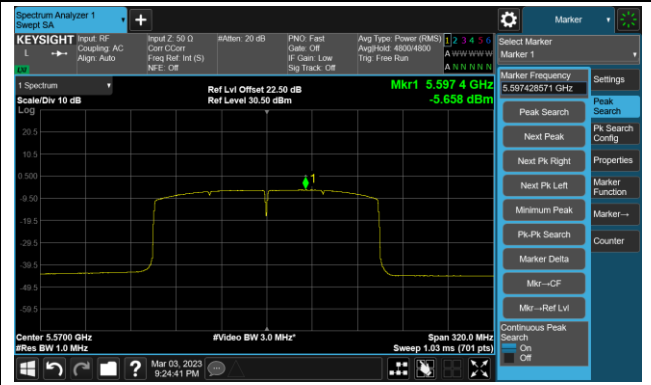 Spectrum Analyzer 1
Swept SA
+
Marker
KEYSIGHT Input: RF Input Z: 50 Ω #Atten: 20 dB PNO: Fast Avg Type: Power (RMS) 1 2 3 4 5 6
L Coupling: AC Corr CCorr Gate: Off Avg|Hold: 4800/4800 A W W W W W
Align: Auto Freq Ref: Int (S) IF Gain: Low Trig: Free Run
NFE: Off Sig Track: Off A N N N N N
Select Marker
Marker 1
1 Spectrum
Scale/Div 10 dB
Log
Ref Lvl Offset 22.50 dB
Ref Level 30.50 dBm
Mkr1 5.597 4 GHz
-5.658 dBm
20.5
10.5
0.500
-9.50
-19.5
-29.5
-39.5
-49.5
-59.5
1
Center 5.5700 GHz #Video BW 3.0 MHz* Span 320.0 MHz
#Res BW 1.0 MHz Sweep 1.03 ms (701 pts)
Marker Frequency
5.597428571 GHz
Peak Search
Next Peak
Next Pk Right
Next Pk Left
Minimum Peak
Pk-Pk Search
Marker Delta
Mkr→CF
Mkr→Ref Lvl
Continuous Peak
Search
On
Off
Settings
Peak
Search
Pk Search
Config
Properties
Marker
Function
Marker→
Counter
?
Mar 03, 2023
9:24:41 PM